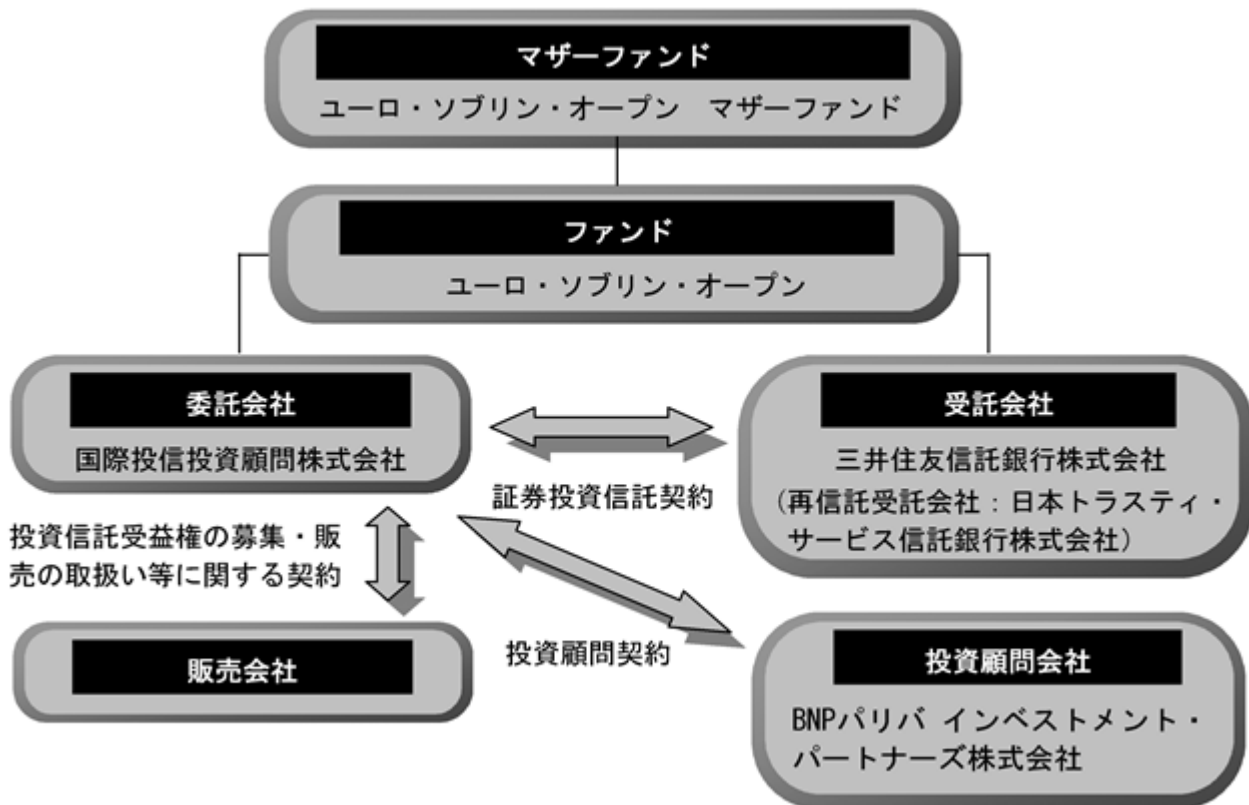 マザーファンド
ユーロ・ソブリン・オープン　マザーファンド
ファンド
ユーロ・ソブリン・オープン
委託会社
国際投信投資顧問株式会社
受託会社
三井住友信託銀行株式会社
（再信託受託会社：日本トラスティ・
サービス信託銀行株式会社）
証券投資信託契約
投資信託受益権の募集・販
売の取扱い等に関する契約
投資顧問契約
販売会社
投資顧問会社
BNPパリバ インベストメント・
パートナーズ株式会社